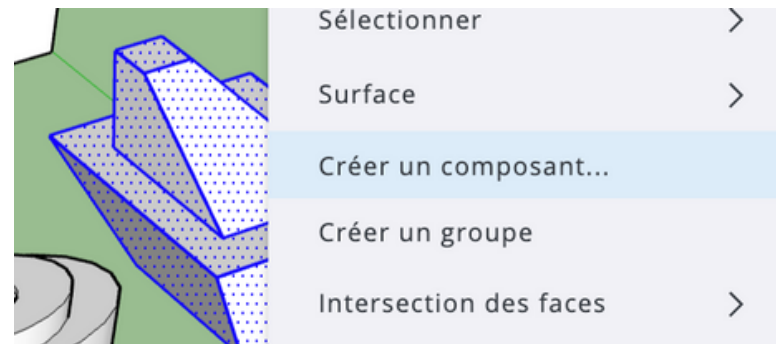 Sélectionner
Surface
Créer un composant...
Créer un groupe
Intersection des faces